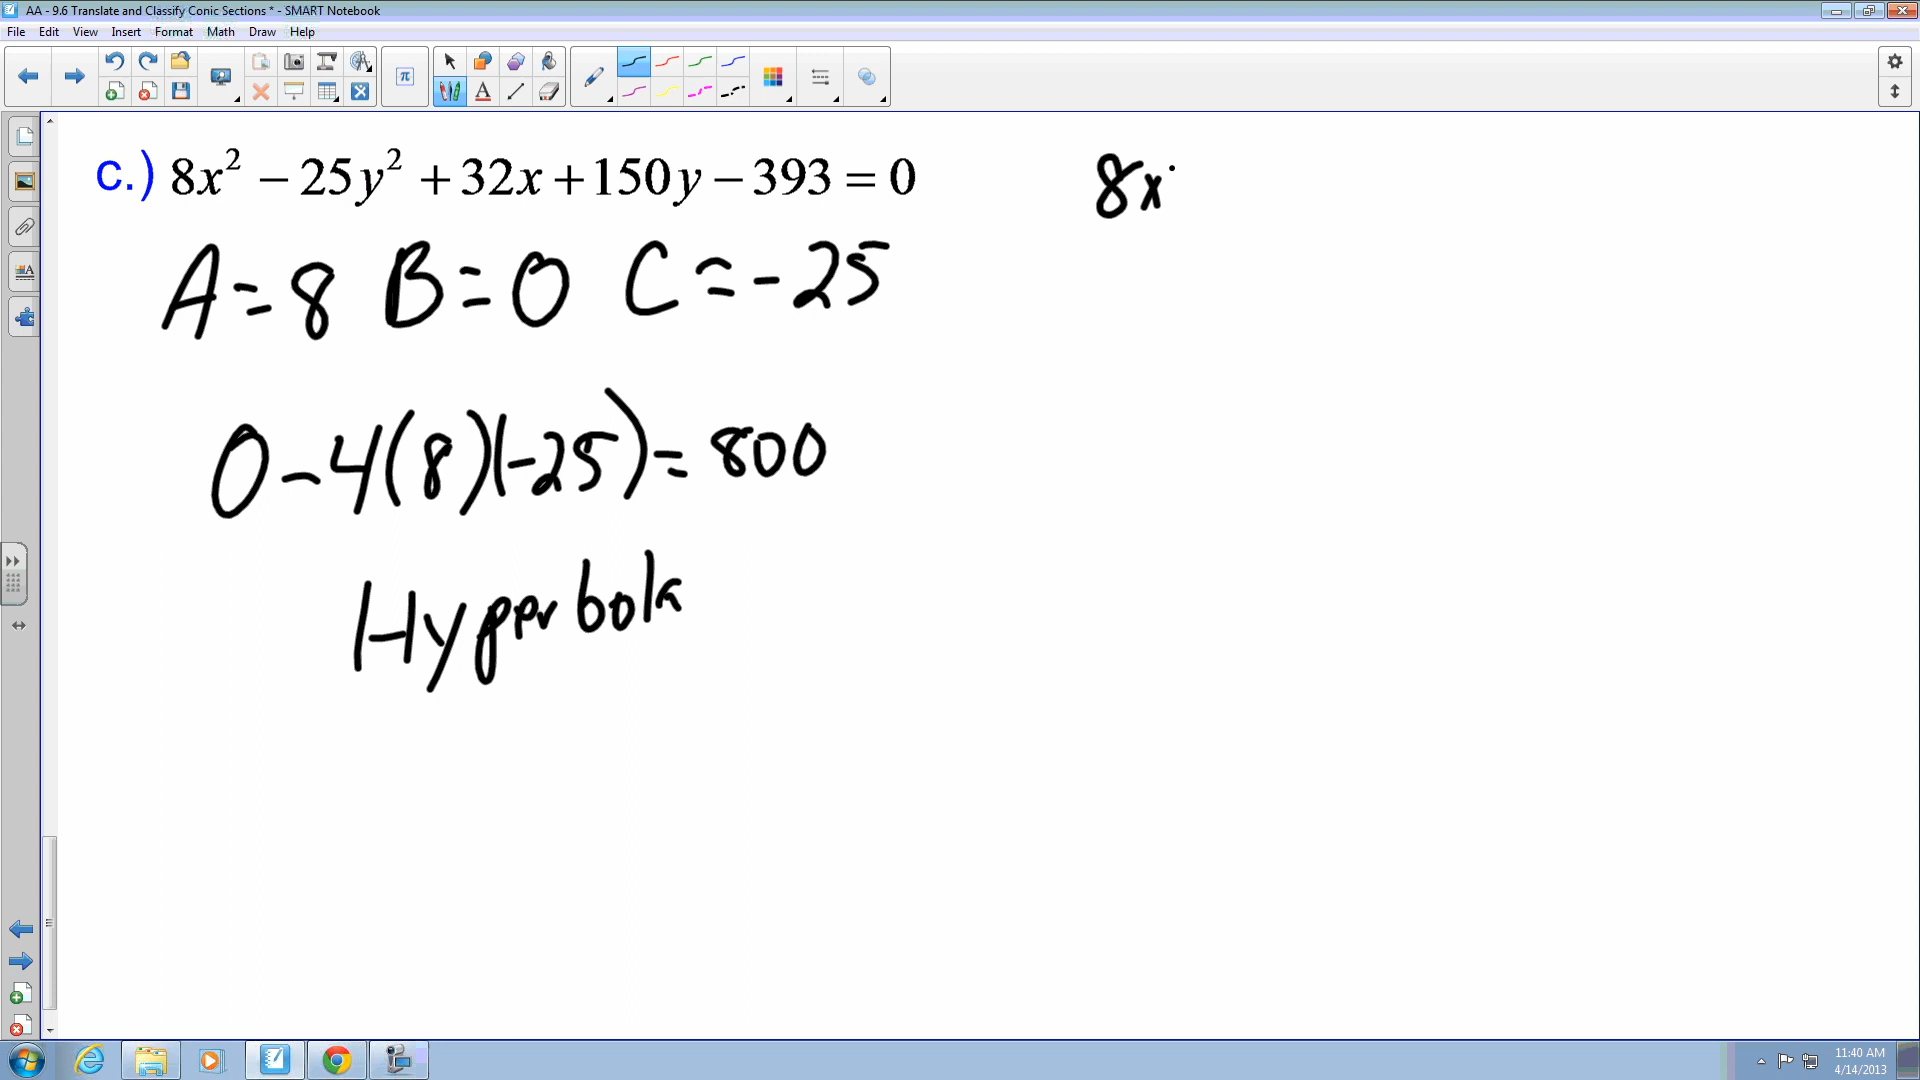 AA - 9.6 Translate and Classify Conic Sections * - SMART Notebook
File Edit View Insert Format Math Draw Help
c.) 8x² − 25y² + 32x + 150y − 393 = 0
8x
A = 8 B = 0 C = -25
0 - 4(8)(-25) = 800
Hyperbola
11:40 AM
4/14/2013